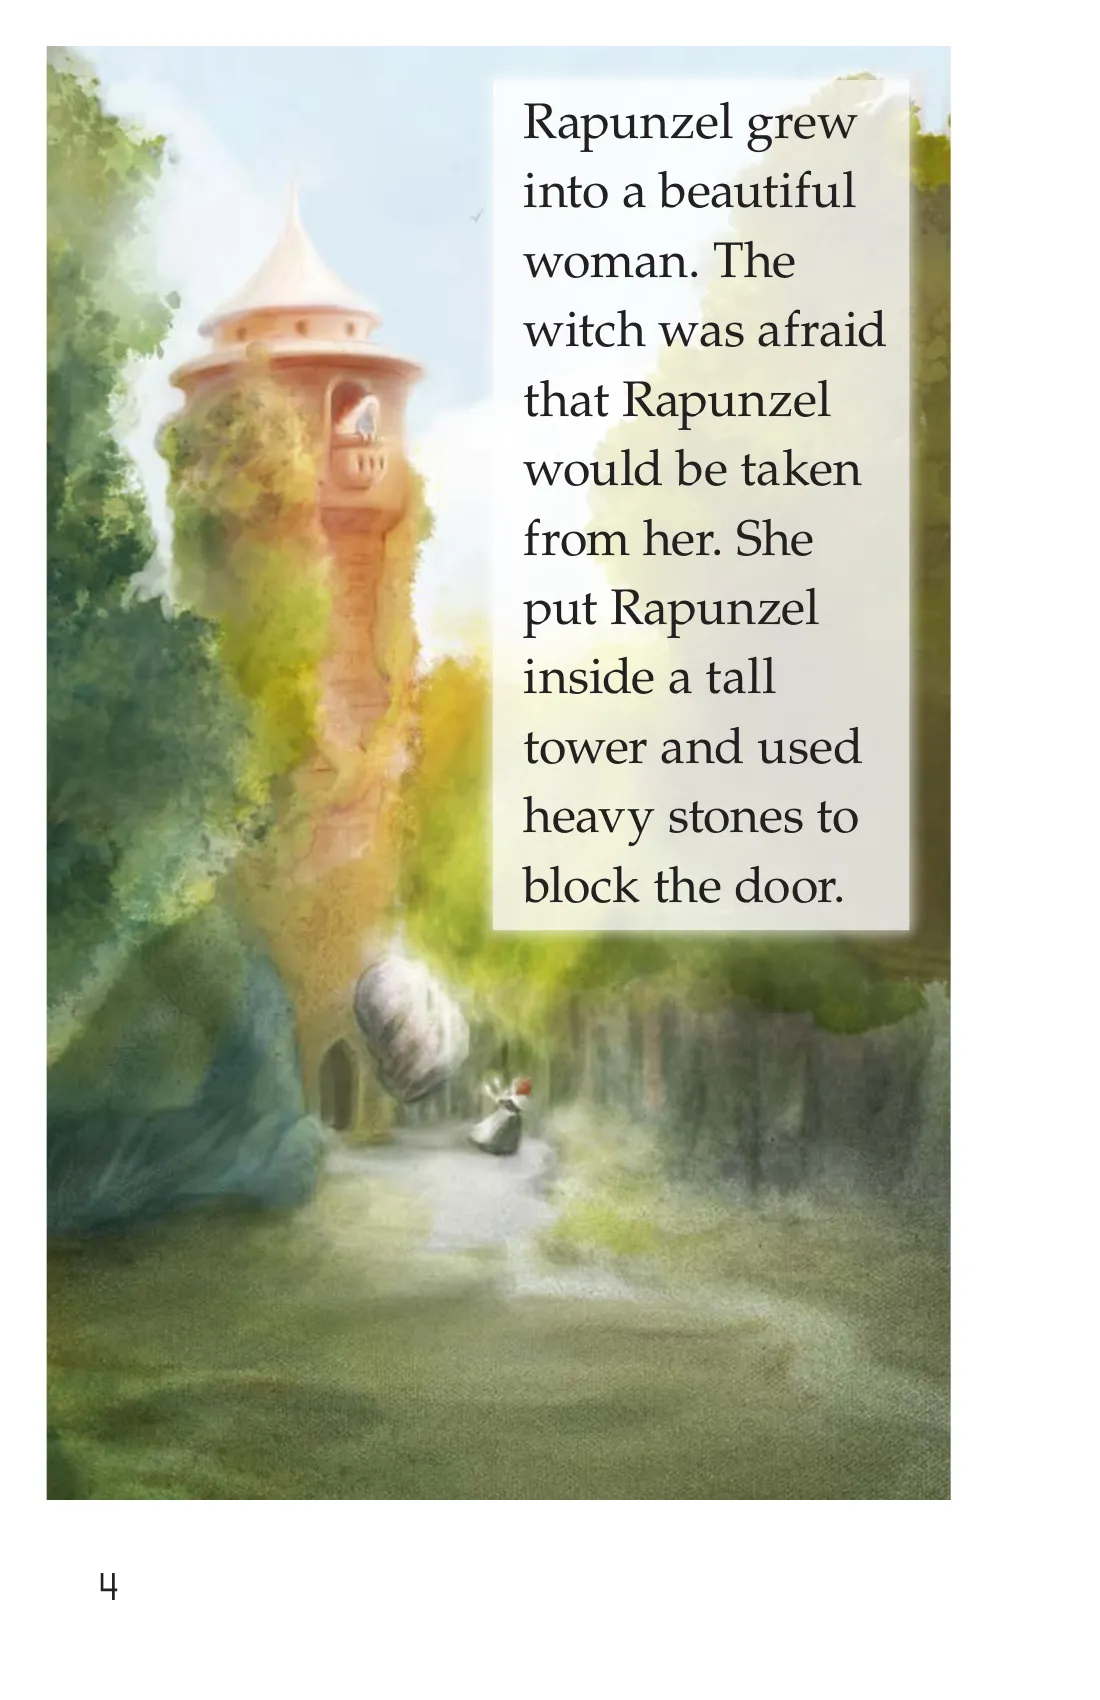 Rapunzel grew
into a beautiful
woman. The
witch was afraid
that Rapunzel
would be taken
from her. She
put Rapunzel
inside a tall
tower and used
heavy stones to
block the door.
4